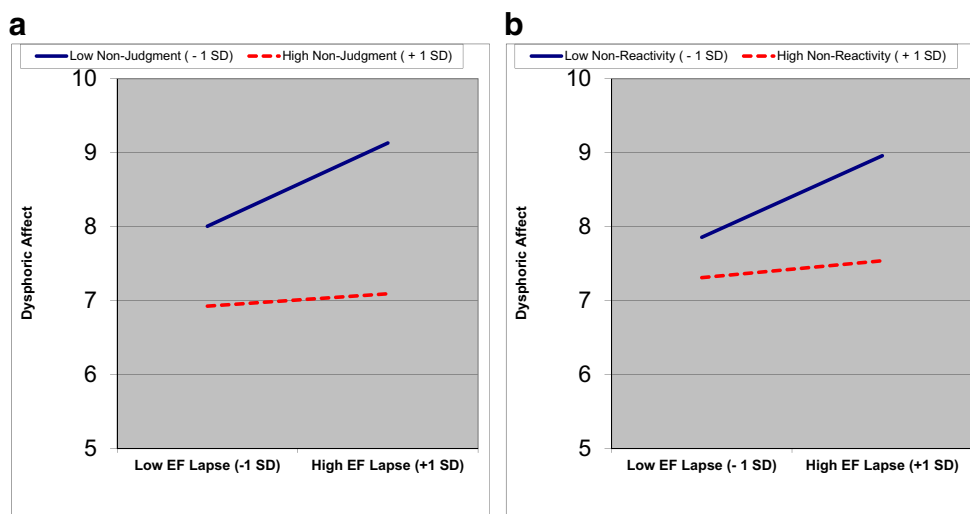 a
Low Non-Judgment ( - 1 SD) High Non-Judgment ( + 1 SD)
10
9
8
7
6
5
Dysphoric Affect
Low EF Lapse (-1 SD) High EF Lapse (+1 SD)
b
Low Non-Reactivity ( - 1 SD) High Non-Reactivity ( + 1 SD)
10
9
8
7
6
5
Dysphoric Affect
Low EF Lapse (- 1 SD) High EF Lapse (+1 SD)